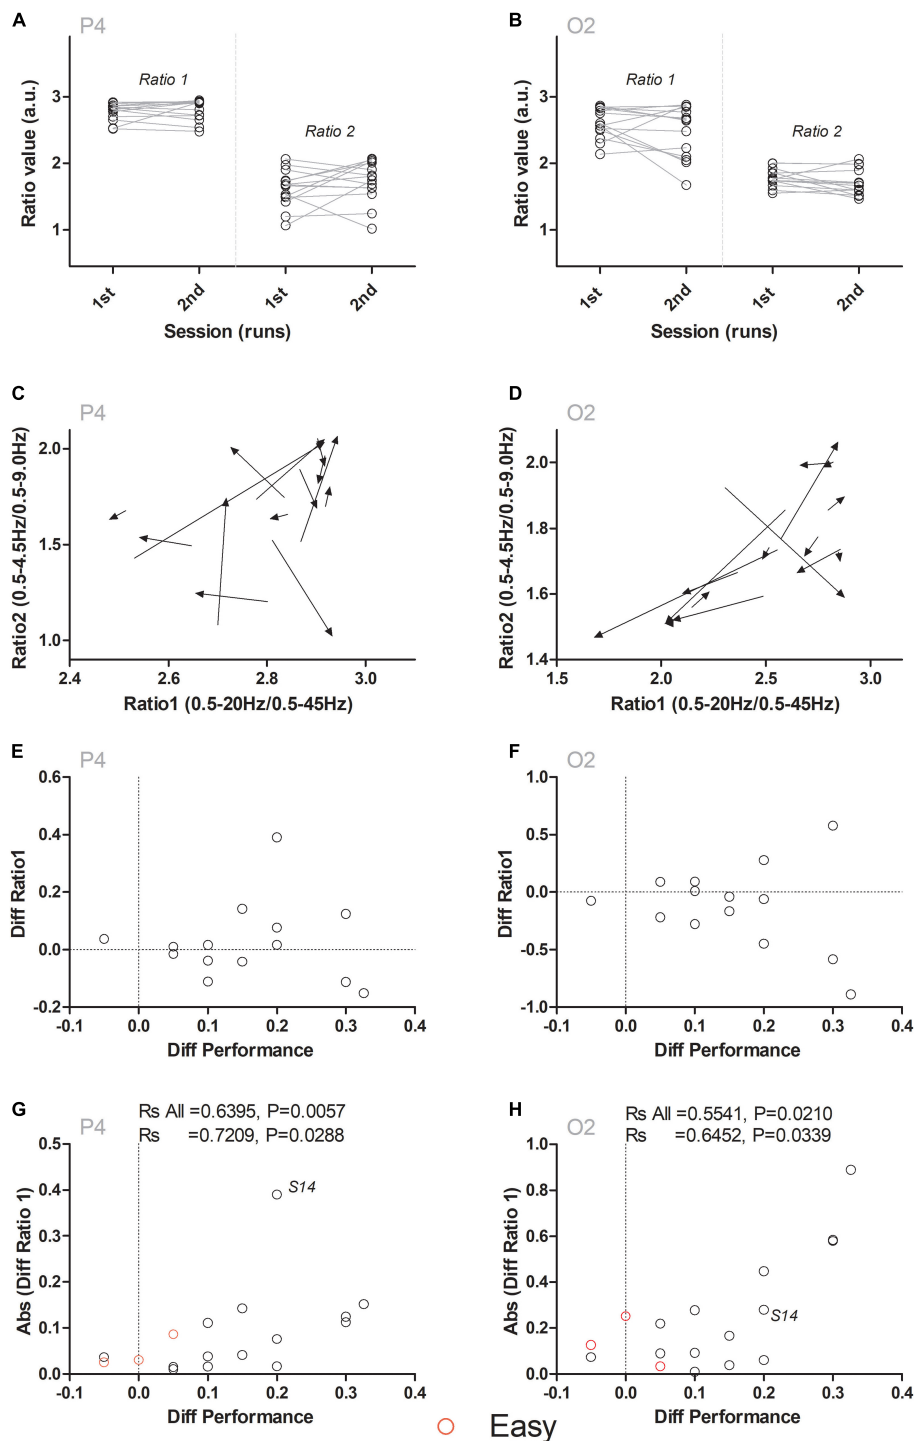 A P4
Ratio value (a.u.)
3
2
1
Ratio 1
Ratio 2
1st 2nd 1st 2nd
Session (runs)
B O2
Ratio value (a.u.)
3
2
1
Ratio 1
Ratio 2
1st 2nd 1st 2nd
Session (runs)
C P4
Ratio2 (0.5-4.5Hz/0.5-9.0Hz)
2.0
1.5
1.0
2.4 2.6 2.8 3.0
Ratio1 (0.5-20Hz/0.5-45Hz)
D O2
Ratio2 (0.5-4.5Hz/0.5-9.0Hz)
2.1
2.0
1.8
1.6
1.4
1.5 2.0 2.5 3.0
Ratio1 (0.5-20Hz/0.5-45Hz)
E P4
Diff Ratio1
0.6
0.4
0.2
0.0
-0.2
-0.1 0.0 0.1 0.2 0.3 0.4
Diff Performance
F O2
Diff Ratio1
1.0
0.5
0.0
-0.5
-1.0
-0.1 0.0 0.1 0.2 0.3 0.4
Diff Performance
G P4
Rs All =0.6395, P=0.0057
Rs =0.7209, P=0.0288
Abs (Diff Ratio 1)
0.5
0.4
0.3
0.2
0.1
0.0
S14
-0.1 0.0 0.1 0.2 0.3 0.4
Diff Performance
H O2
Rs All =0.5541, P=0.0210
Rs =0.6452, P=0.0339
Abs (Diff Ratio 1)
1.0
0.8
0.6
0.4
0.2
0.0
S14
-0.1 0.0 0.1 0.2 0.3 0.4
Diff Performance
Easy